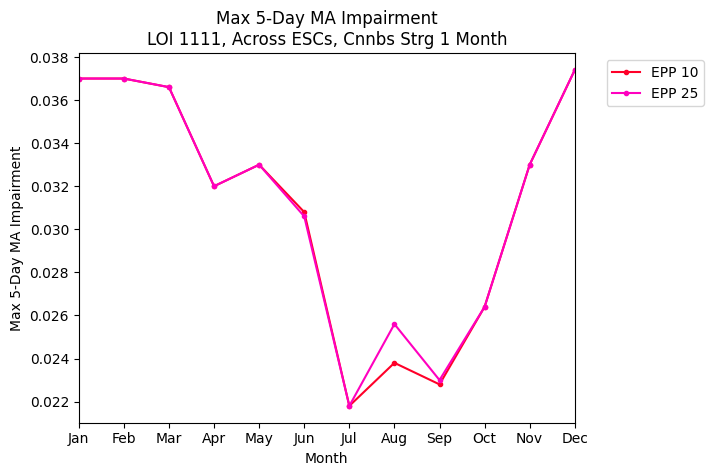 Max 5-Day MA Impairment
LOI 1111, Across ESCs, Cnnbs Strg 1 Month
EPP 10
EPP 25
Max 5-Day MA Impairment
0.038
0.036
0.034
0.032
0.030
0.028
0.026
0.024
0.022
Jan Feb Mar Apr May Jun Jul Aug Sep Oct Nov Dec
Month